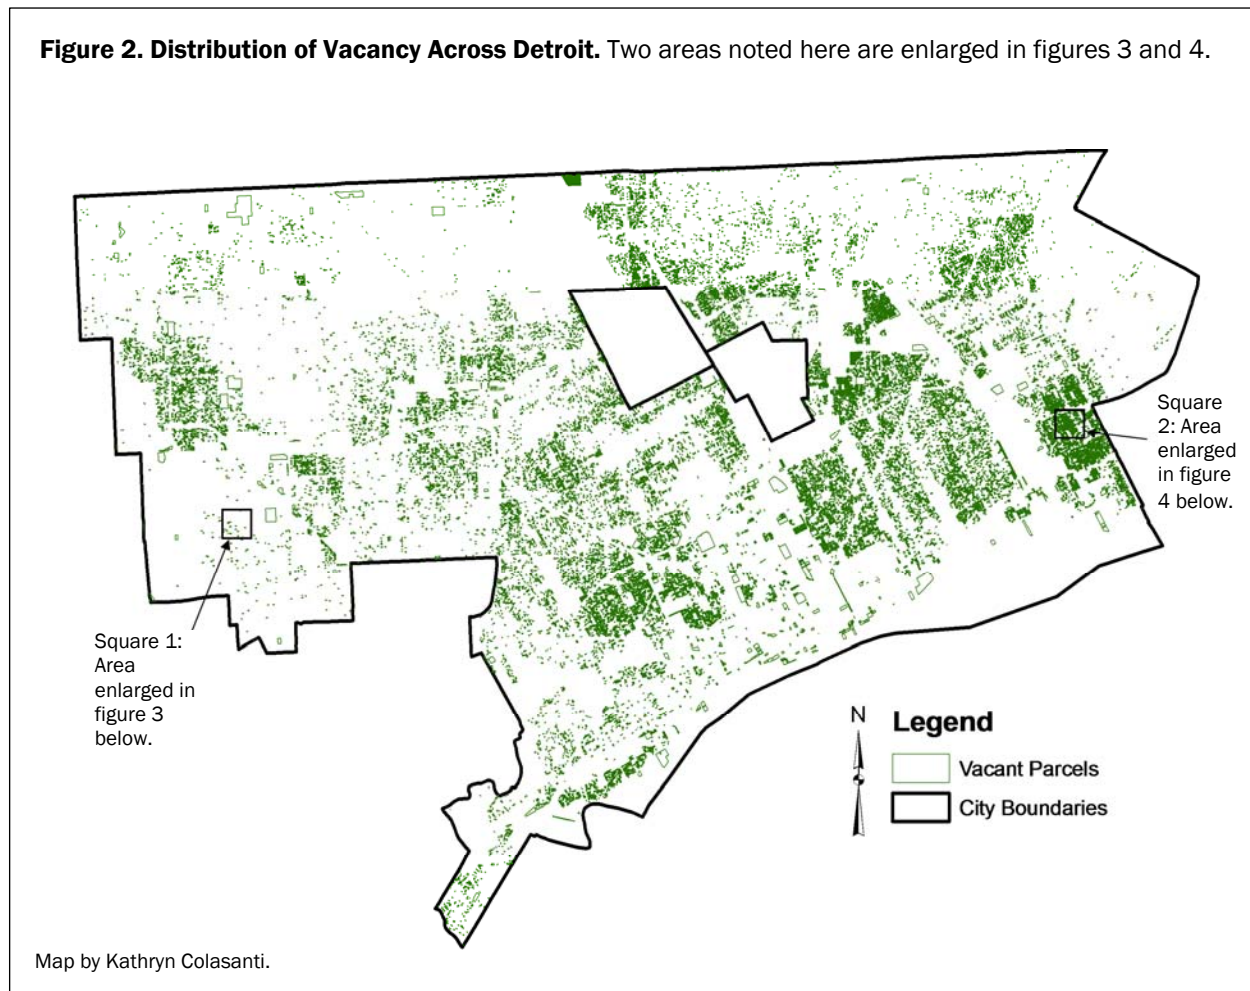 Figure 2. Distribution of Vacancy Across Detroit. Two areas noted here are enlarged in figures 3 and 4.
Square
2: Area
enlarged
in figure
4 below.
Square 1:
Area
enlarged in
figure 3
below.
N
Legend
Vacant Parcels
City Boundaries
Map by Kathryn Colasanti.